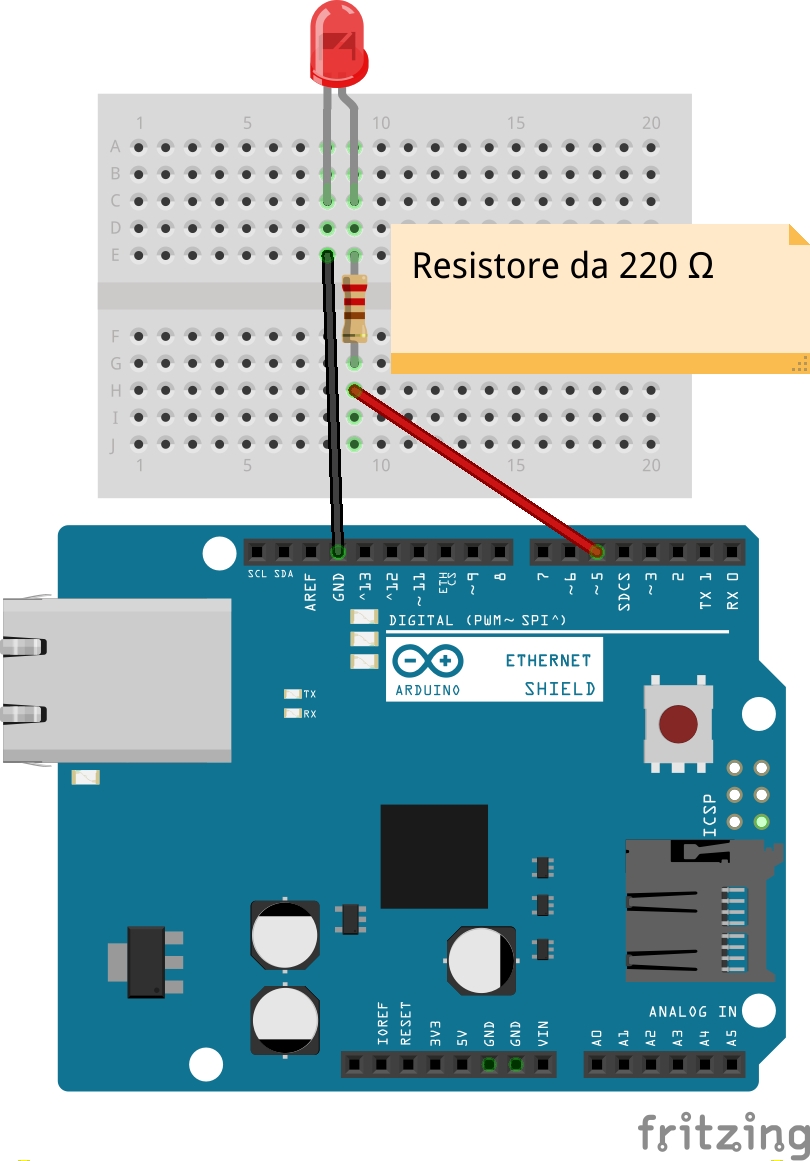 1 5 10 15 20
A
B
C
D
E
Resistore da 220 Ω
F
G
H
I
J
1 5 10 15 20
SCL SDA AREF GND ^13 ^12 ~11 ETH CS ~9 8 7 ~6 ~5 SDCS ~3 2 TX 1 RX 0
DIGITAL (PWM~ SPI^)
ETHERNET
SHIELD
ARDUINO
TX
RX
ICSP
ANALOG IN
IOREF RESET 3V3 5V GND GND VIN A0 A1 A2 A3 A4 A5
fritzing